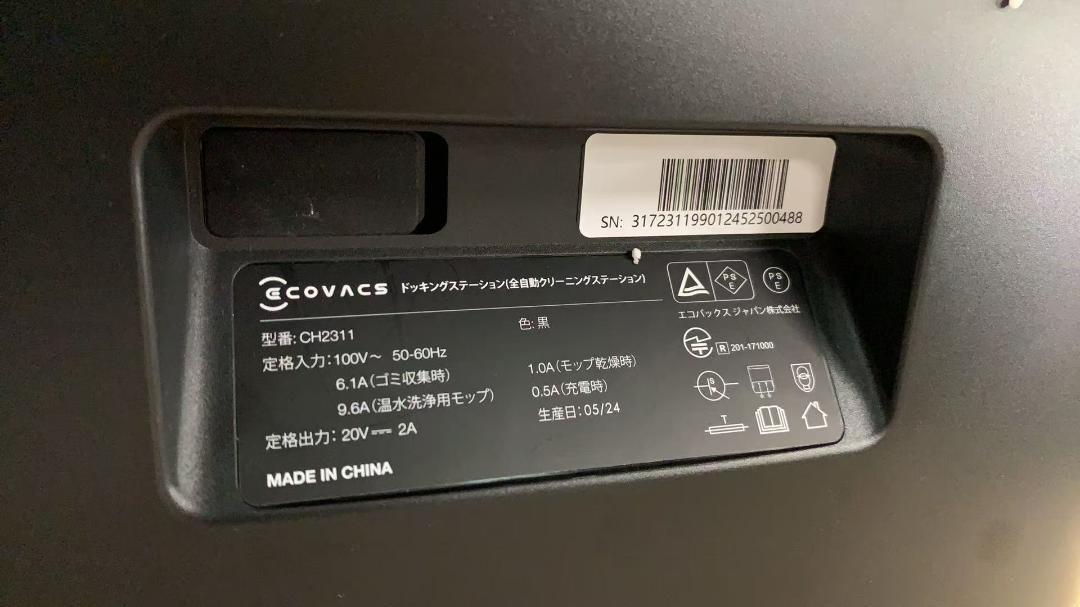 SN: 317231199012452500488
ECOVACS ドッキングステーション(全自動クリーニングステーション)
型番: CH2311
色: 黒
定格入力: 100V～ 50-60Hz
6.1A(ゴミ収集時)
1.0A(モップ乾燥時)
9.6A(温水洗浄用モップ)
0.5A(充電時)
生産日: 05/24
定格出力: 20V⎓ 2A
MADE IN CHINA
PS E
PS E
エコバックス ジャパン株式会社
R 201-171000
S
T